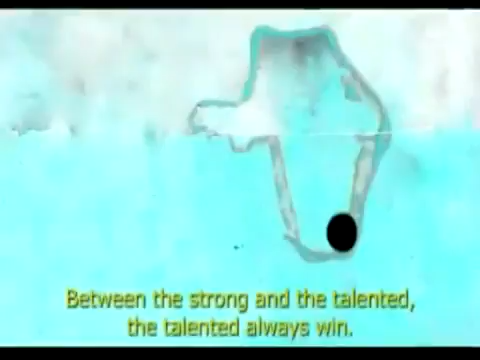 Between the strong and the talented,
the talented always win.